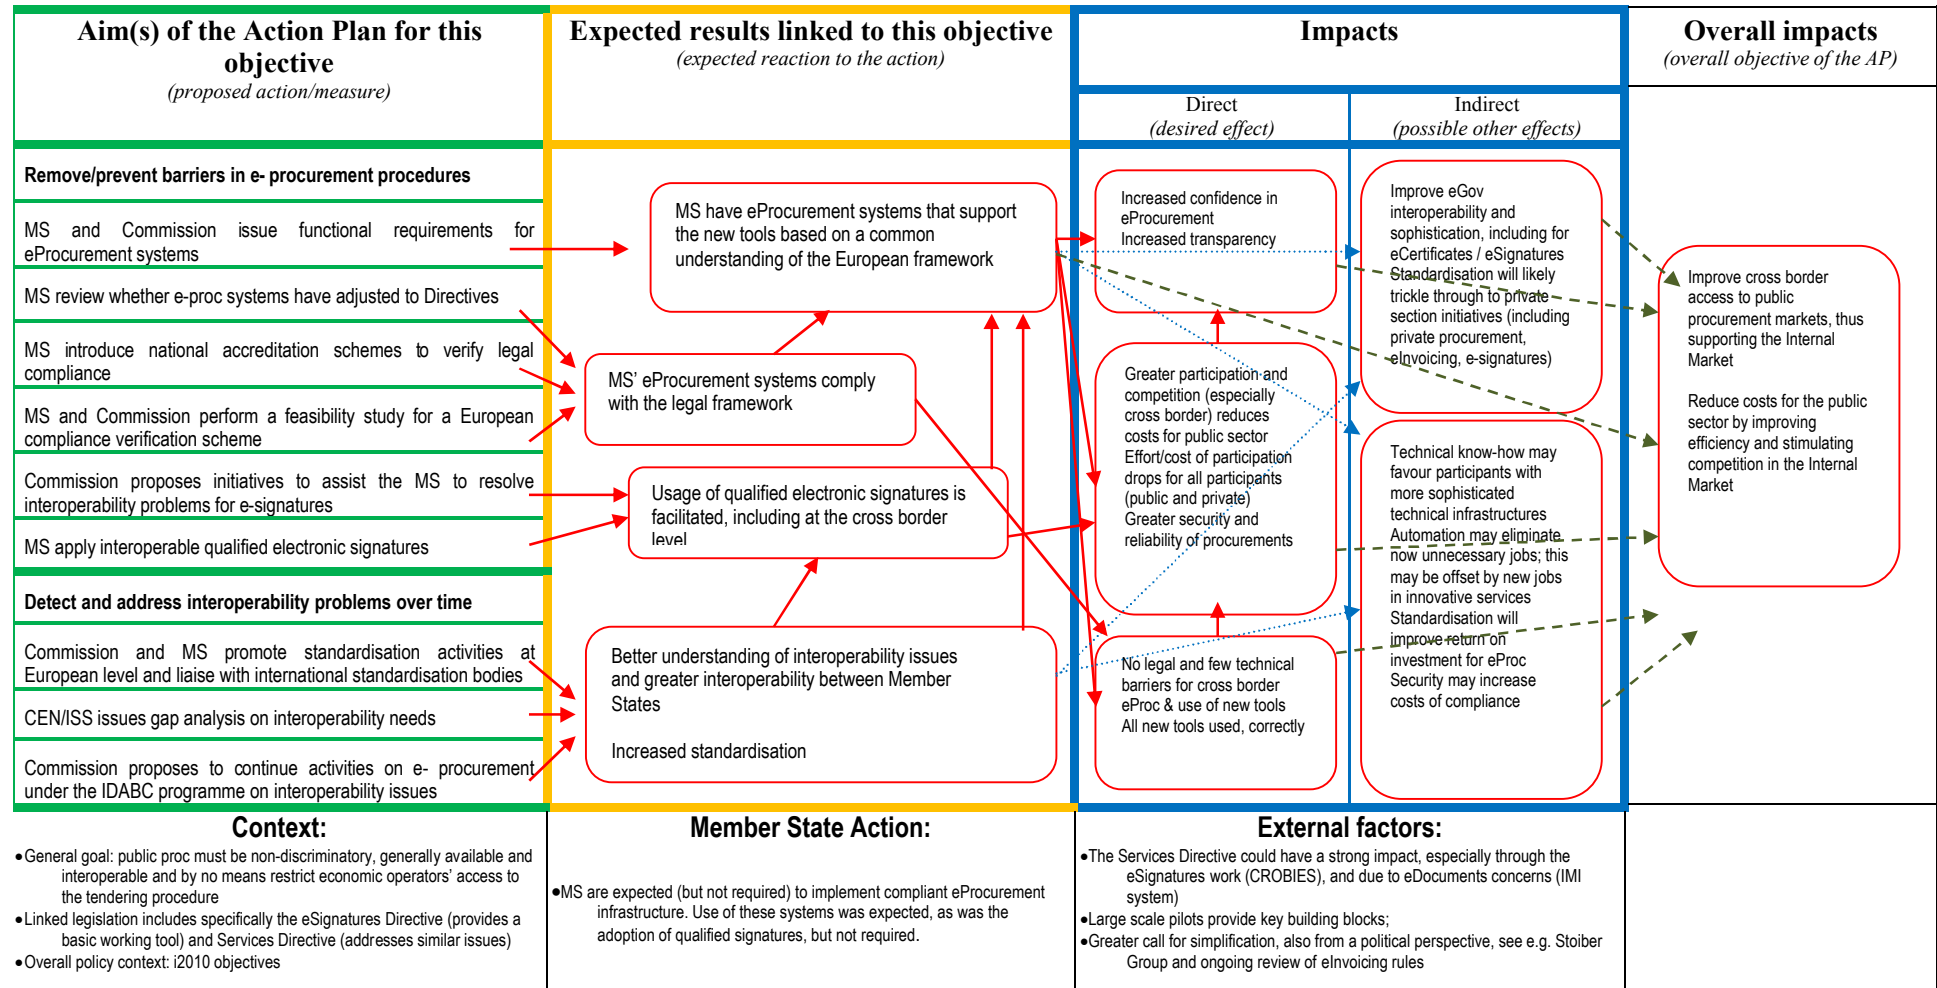 Aim(s) of the Action Plan for this
objective
(proposed action/measure)
Expected results linked to this objective
(expected reaction to the action)
Impacts
Overall impacts
(overall objective of the AP)
Direct
(desired effect)
Indirect
(possible other effects)
Remove/prevent barriers in e- procurement procedures
MS and Commission issue functional requirements for
eProcurement systems
MS review whether e-proc systems have adjusted to Directives
MS introduce national accreditation schemes to verify legal
compliance
MS and Commission perform a feasibility study for a European
compliance verification scheme
Commission proposes initiatives to assist the MS to resolve
interoperability problems for e-signatures
MS apply interoperable qualified electronic signatures
Detect and address interoperability problems over time
Commission and MS promote standardisation activities at
European level and liaise with international standardisation bodies
CEN/ISS issues gap analysis on interoperability needs
Commission proposes to continue activities on e- procurement
under the IDABC programme on interoperability issues
MS have eProcurement systems that support
the new tools based on a common
understanding of the European framework
MS' eProcurement systems comply
with the legal framework
Usage of qualified electronic signatures is
facilitated, including at the cross border
level
Better understanding of interoperability issues
and greater interoperability between Member
States
Increased standardisation
Increased confidence in
eProcurement
Increased transparency
Greater participation and
competition (especially
cross border) reduces
costs for public sector
Effort/cost of participation
drops for all participants
(public and private)
Greater security and
reliability of procurements
No legal and few technical
barriers for cross border
eProc & use of new tools
All new tools used, correctly
Improve eGov
interoperability and
sophistication, including for
eCertificates / eSignatures
Standardisation will likely
trickle through to private
section initiatives (including
private procurement,
eInvoicing, e-signatures)
Technical know-how may
favour participants with
more sophisticated
technical infrastructures
Automation may eliminate
now unnecessary jobs; this
may be offset by new jobs
in innovative services
Standardisation will
improve return on
investment for eProc
Security may increase
costs of compliance
Improve cross border
access to public
procurement markets, thus
supporting the Internal
Market
Reduce costs for the public
sector by improving
efficiency and stimulating
competition in the Internal
Market
Context:
•General goal: public proc must be non-discriminatory, generally available and
interoperable and by no means restrict economic operators' access to
the tendering procedure
•Linked legislation includes specifically the eSignatures Directive (provides a
basic working tool) and Services Directive (addresses similar issues)
•Overall policy context: i2010 objectives
Member State Action:
•MS are expected (but not required) to implement compliant eProcurement
infrastructure. Use of these systems was expected, as was the
adoption of qualified signatures, but not required.
External factors:
•The Services Directive could have a strong impact, especially through the
eSignatures work (CROBIES), and due to eDocuments concerns (IMI
system)
•Large scale pilots provide key building blocks;
•Greater call for simplification, also from a political perspective, see e.g. Stoiber
Group and ongoing review of eInvoicing rules